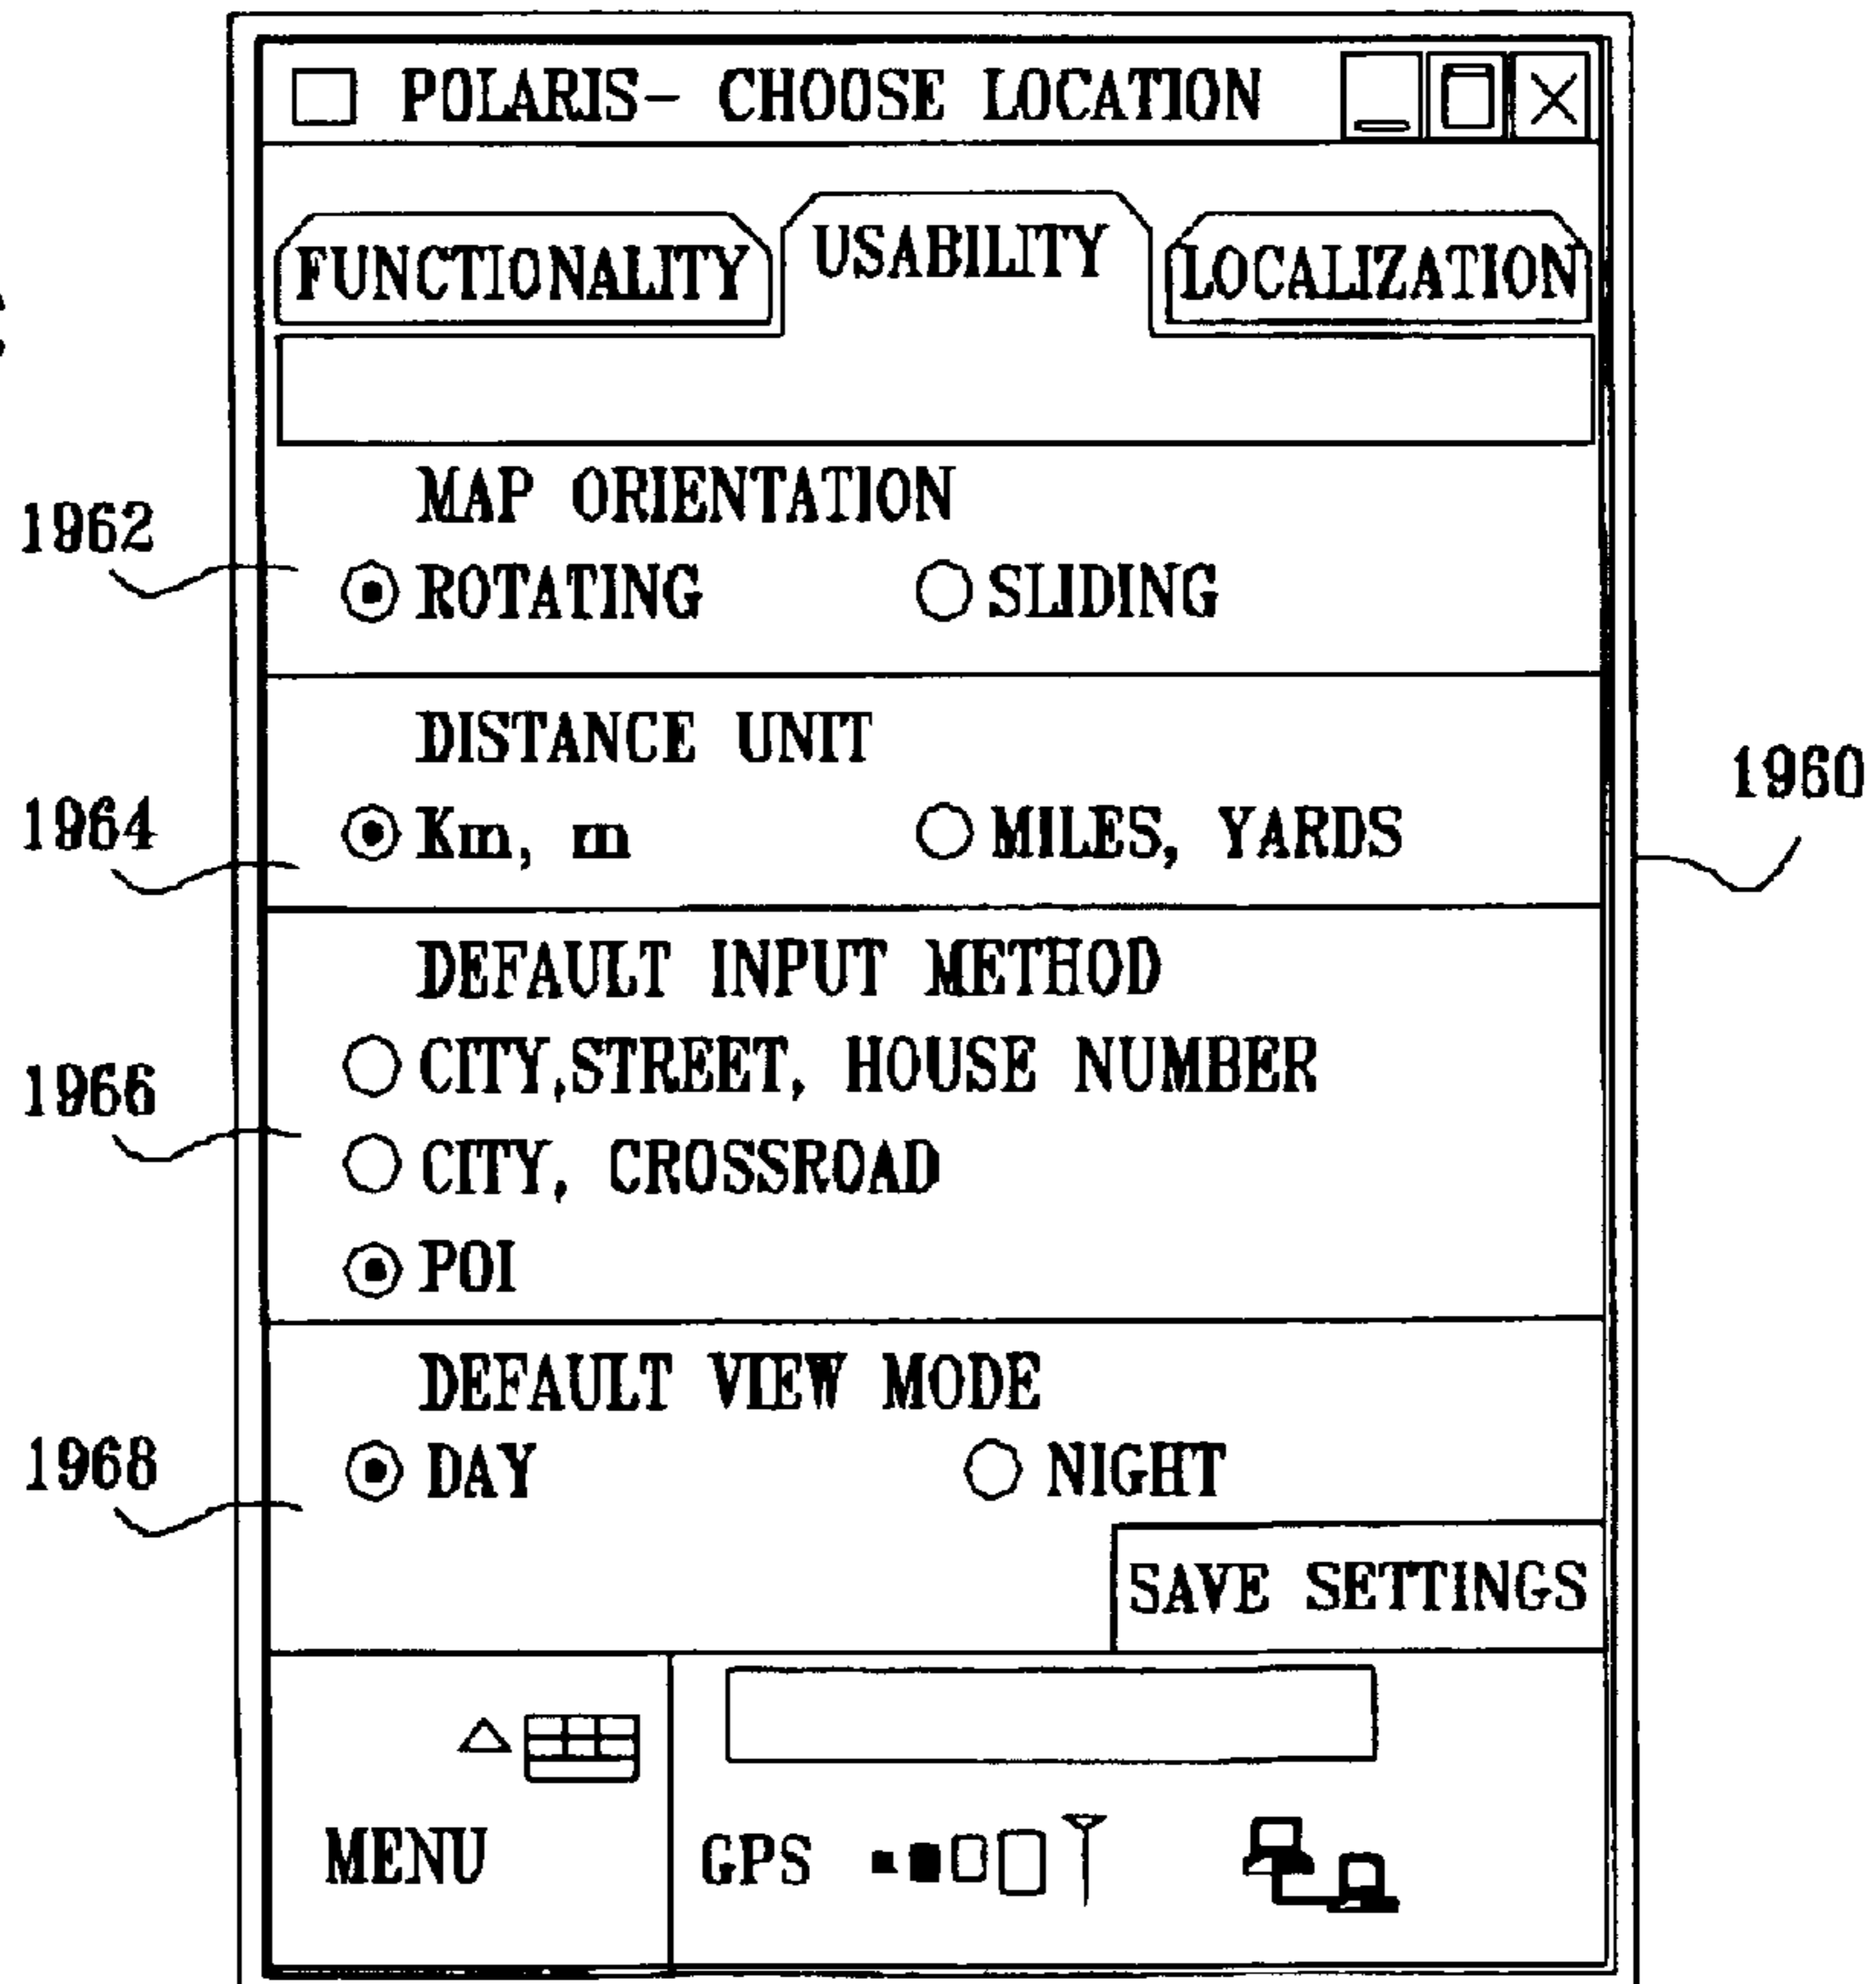 POLARIS- CHOOSE LOCATION
FUNCTIONALITY USABILITY LOCALIZATION
MAP ORIENTATION
1962
ROTATING SLIDING
DISTANCE UNIT
1960
1964
Km, m MILES, YARDS
DEFAULT INPUT METHOD
CITY,STREET, HOUSE NUMBER
1966
CITY, CROSSROAD
POI
DEFAULT VIEW MODE
1968
DAY NIGHT
SAVE SETTINGS
MENU GPS